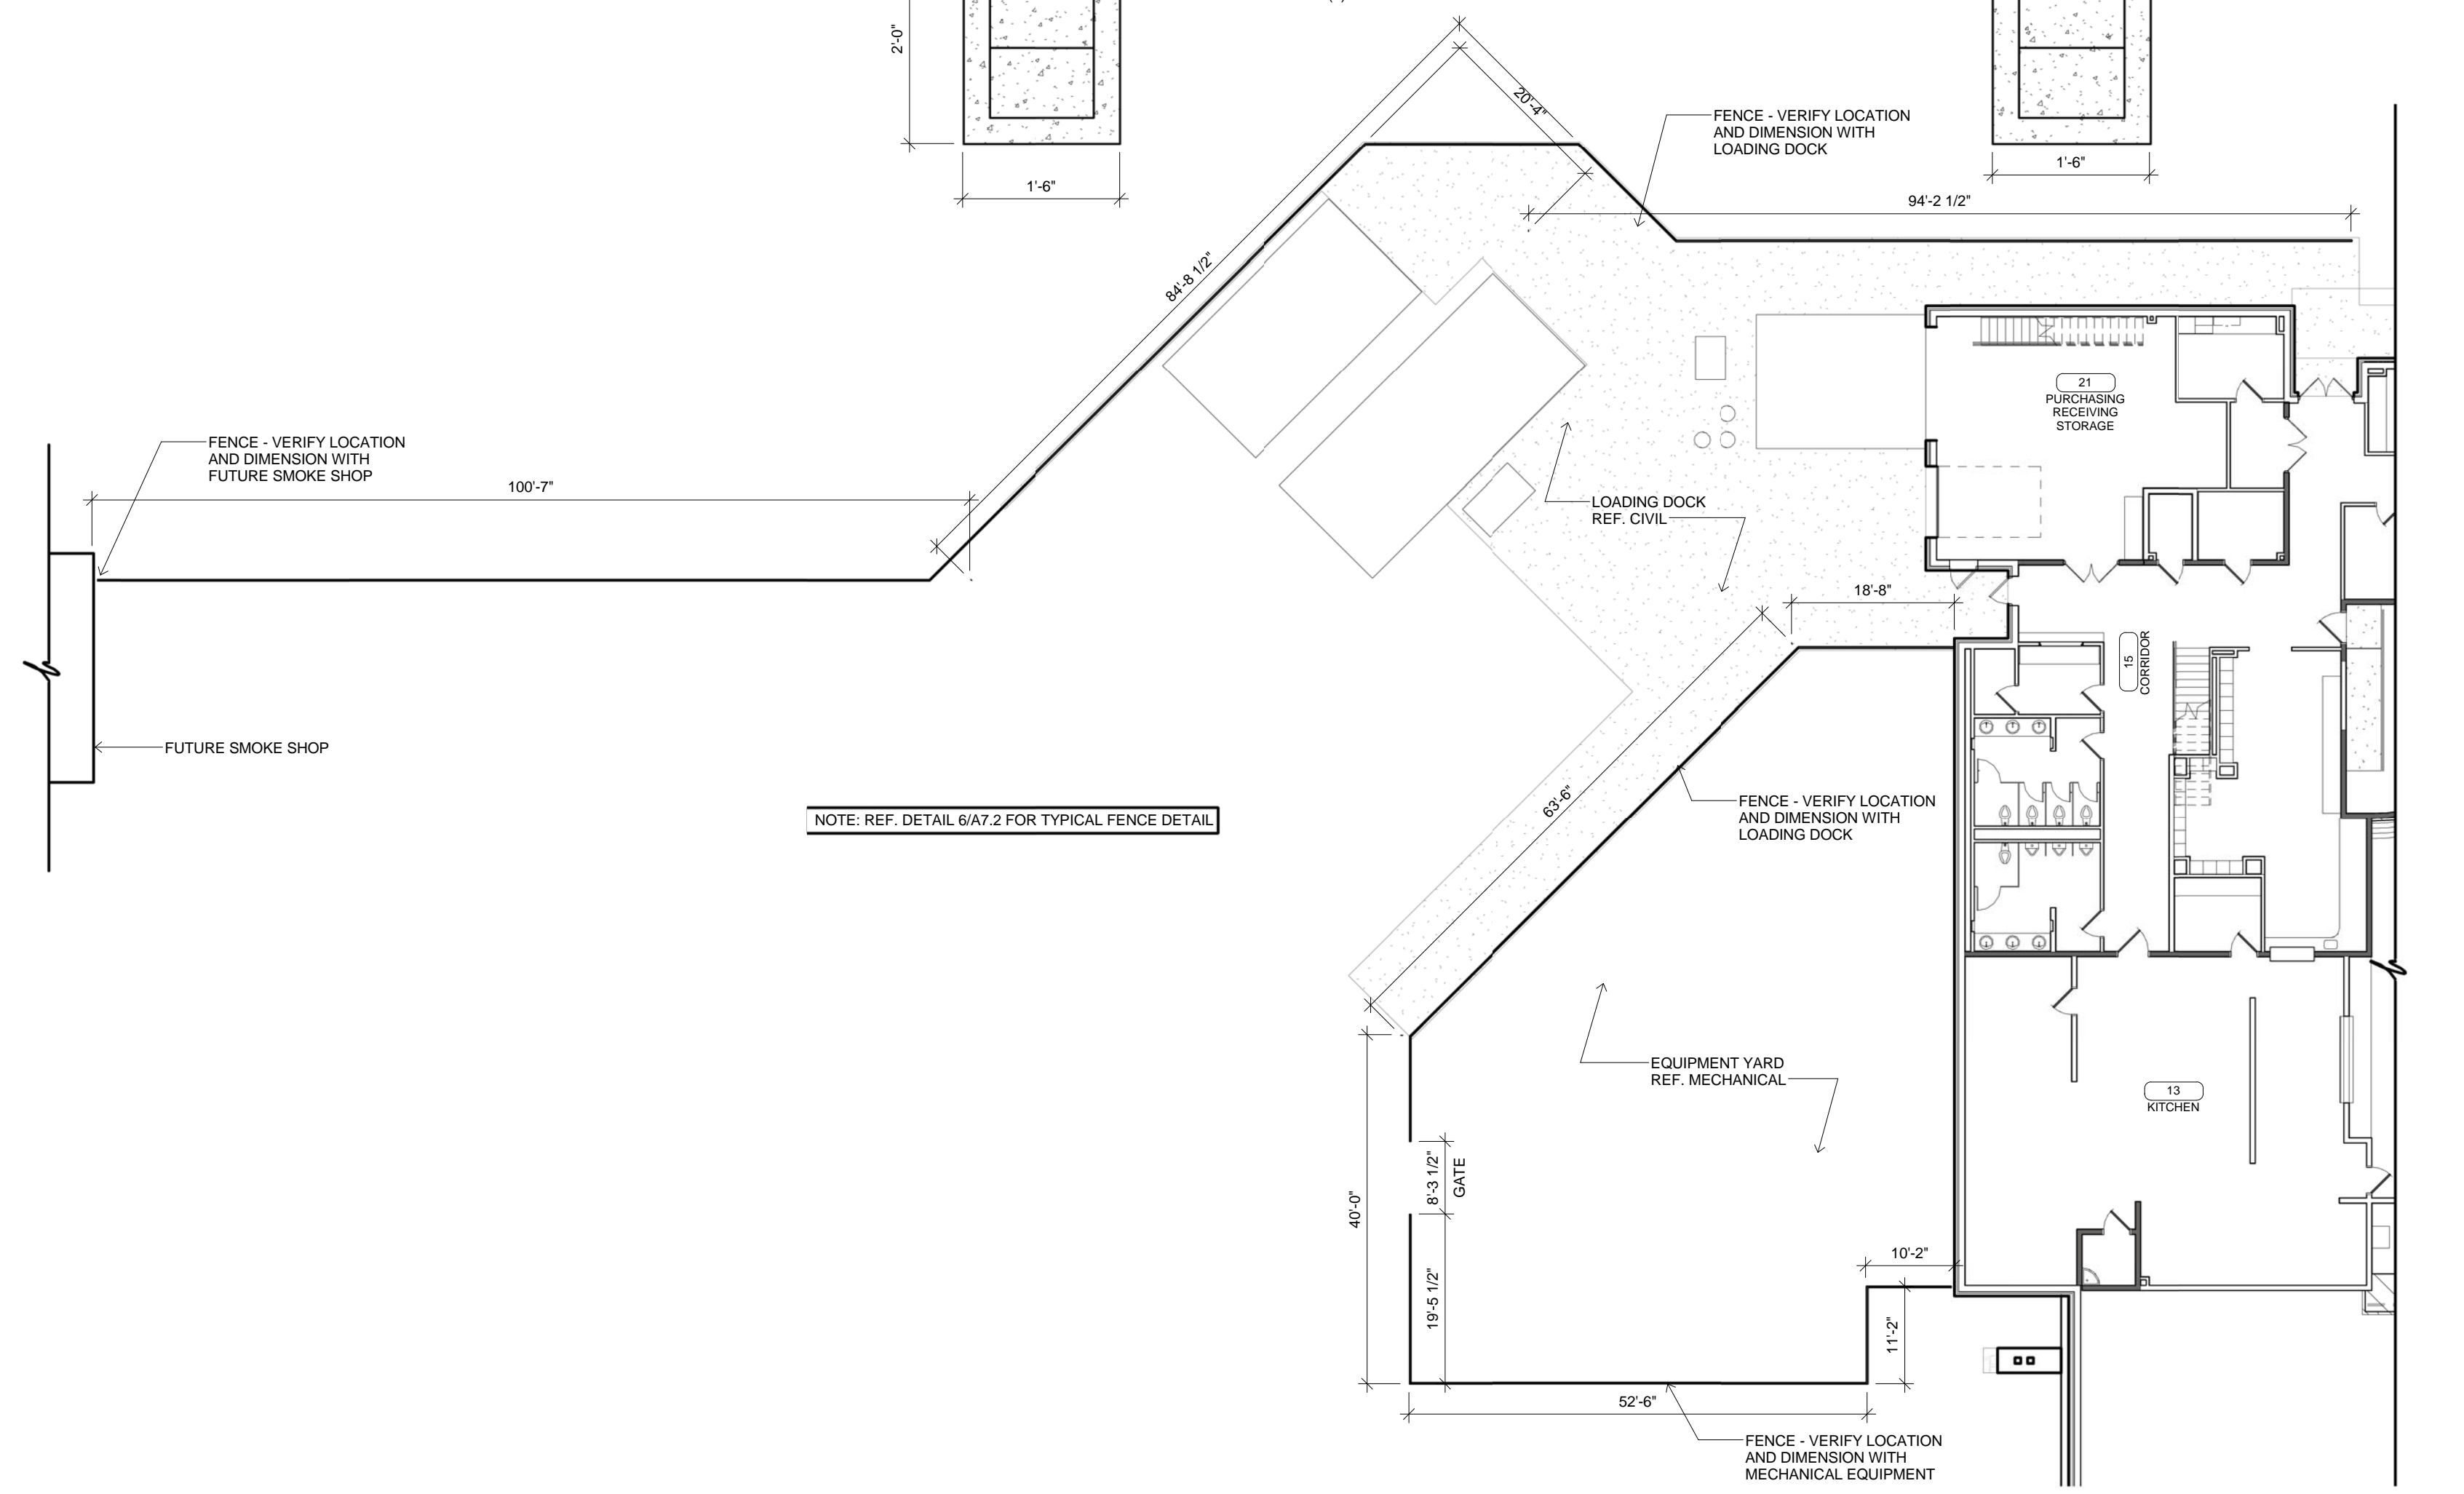 2'-0"
1'-6"
20'-4"
FENCE - VERIFY LOCATION
AND DIMENSION WITH
LOADING DOCK
1'-6"
94'-2 1/2"
84'-8 1/2"
21
PURCHASING
RECEIVING
STORAGE
FENCE - VERIFY LOCATION
AND DIMENSION WITH
FUTURE SMOKE SHOP
100'-7"
LOADING DOCK
REF. CIVIL
18'-8"
15
CORRIDOR
FUTURE SMOKE SHOP
63'-6"
FENCE - VERIFY LOCATION
AND DIMENSION WITH
LOADING DOCK
NOTE: REF. DETAIL 6/A7.2 FOR TYPICAL FENCE DETAIL
EQUIPMENT YARD
REF. MECHANICAL
13
KITCHEN
8'-3 1/2"
GATE
40'-0"
19'-5 1/2"
10'-2"
11'-2"
52'-6"
FENCE - VERIFY LOCATION
AND DIMENSION WITH
MECHANICAL EQUIPMENT